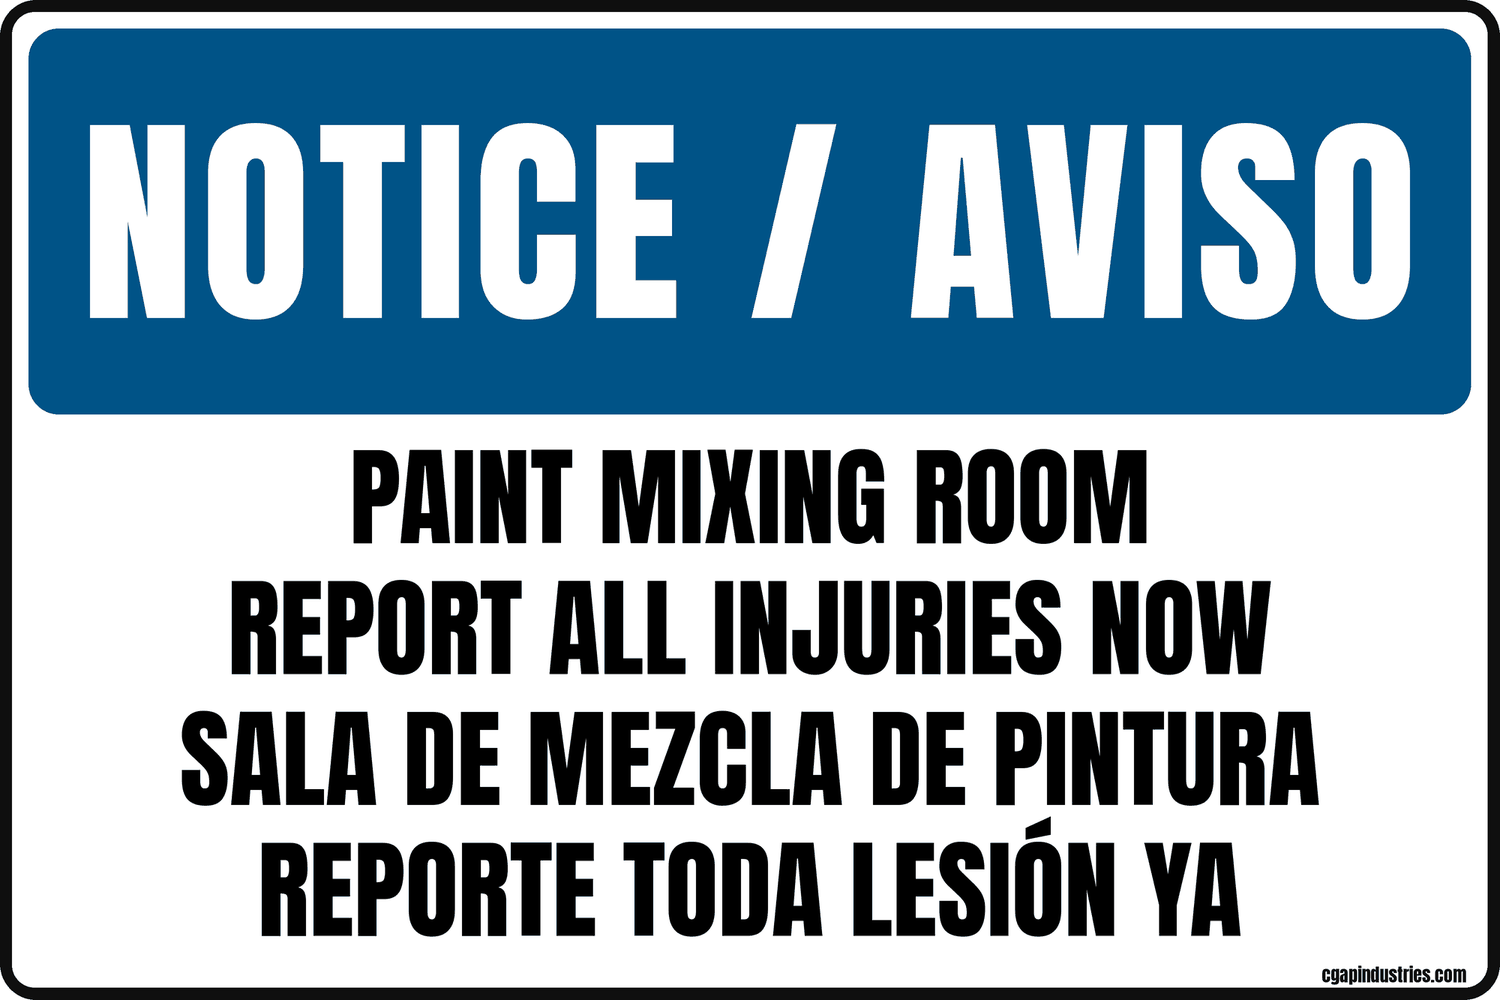 NOTICE / AVISO
PAINT MIXING ROOM
REPORT ALL INJURIES NOW
SALA DE MEZCLA DE PINTURA
REPORTE TODA LESIÓN YA
cgapindustries.com